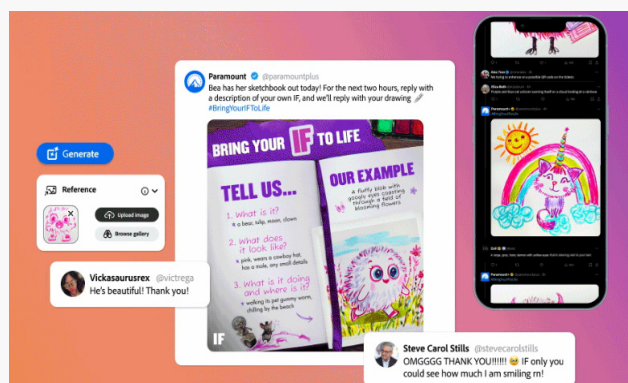 Paramount @paramountplus
Bea has her sketchbook out today! For the next two hours, reply with
a description of your own IF, and we'll reply with your drawing
#BringYourIFToLife
BRING YOUR IF TO LIFE
TELL US...
1. What is it?
a bear, tulip, moon, clown
2. What does
it look like?
pink, wears a cowboy hat,
has a mole, any small details
3. What is it doing
and where is it?
walking its pet gummy worm,
chilling by the beach
IF
OUR EXAMPLE
A fluffy blob with
google eyes coasting
through a field of
blooming flowers.
Generate
Reference
Upload image
Browse gallery
Vickasaurusrex @victrega
He's beautiful! Thank you!
Steve Carol Stills @stevecarolstills
OMGGGG THANK YOU!!!!!! 🥹 IF only you
could see how much I am smiling rn!